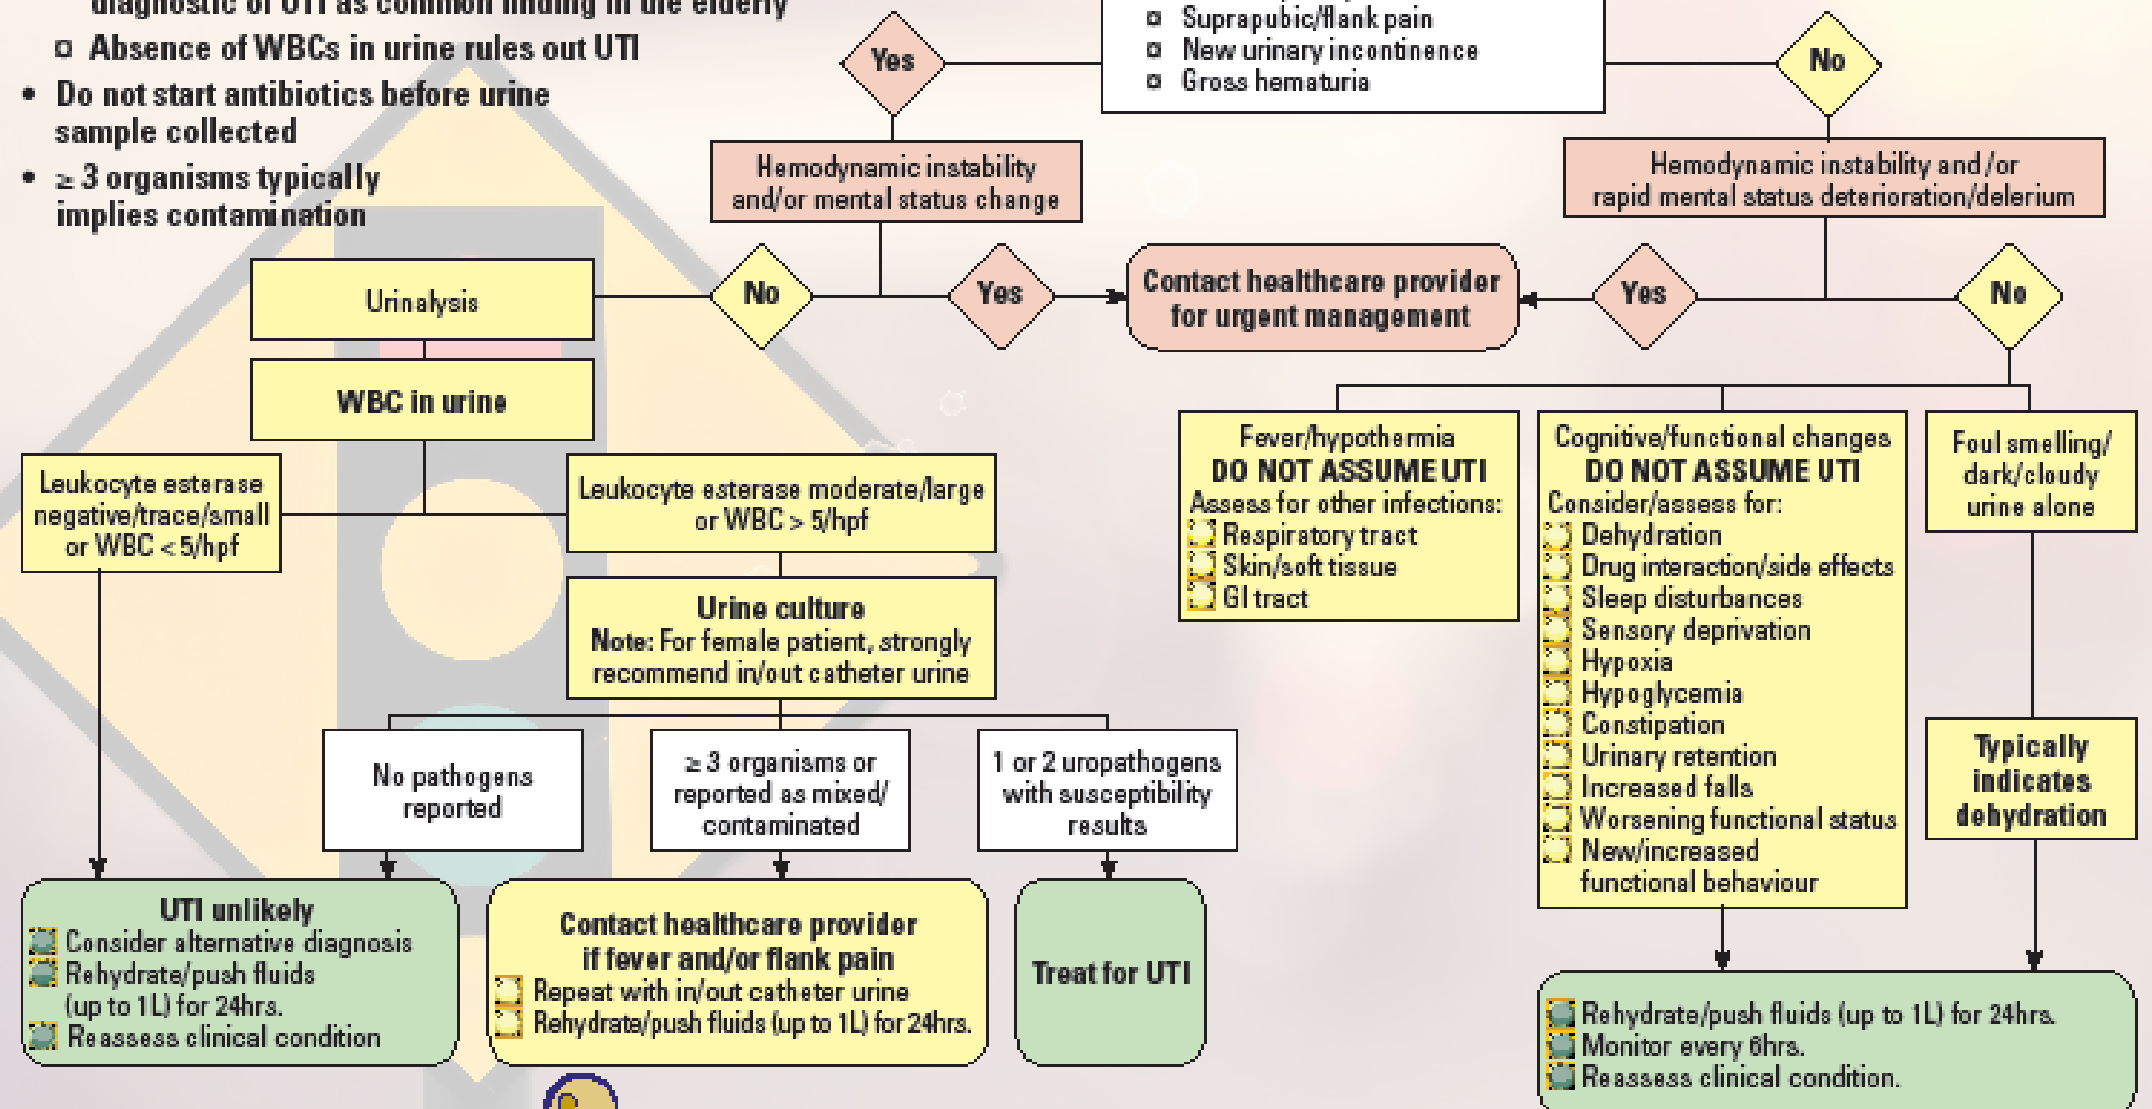 diagnostic of UTI as common finding in the elderly
¤ Absence of WBCs in urine rules out UTI
• Do not start antibiotics before urine
sample collected
• ≥ 3 organisms typically
implies contamination
¤ Suprapubic/flank pain
¤ New urinary incontinence
¤ Gross hematuria
Yes
No
Hemodynamic instability
and/or mental status change
Hemodynamic instability and/or
rapid mental status deterioration/delerium
Urinalysis
No
Yes
Contact healthcare provider
for urgent management
Yes
No
WBC in urine
Leukocyte esterase
negative/trace/small
or WBC < 5/hpf
Leukocyte esterase moderate/large
or WBC > 5/hpf
Urine culture
Note: For female patient, strongly
recommend in/out catheter urine
Fever/hypothermia
DO NOT ASSUME UTI
Assess for other infections:
Respiratory tract
Skin/soft tissue
GI tract
Cognitive/functional changes
DO NOT ASSUME UTI
Consider/assess for:
Dehydration
Drug interaction/side effects
Sleep disturbances
Sensory deprivation
Hypoxia
Hypoglycemia
Constipation
Urinary retention
Increased falls
Worsening functional status
New/increased
functional behaviour
Foul smelling/
dark/cloudy
urine alone
Typically
indicates
dehydration
No pathogens
reported
≥ 3 organisms or
reported as mixed/
contaminated
1 or 2 uropathogens
with susceptibility
results
UTI unlikely
Consider alternative diagnosis
Rehydrate/push fluids
(up to 1L) for 24hrs.
Reassess clinical condition
Contact healthcare provider
if fever and/or flank pain
Repeat with in/out catheter urine
Rehydrate/push fluids (up to 1L) for 24hrs.
Treat for UTI
Rehydrate/push fluids (up to 1L) for 24hrs.
Monitor every 6hrs.
Reassess clinical condition.